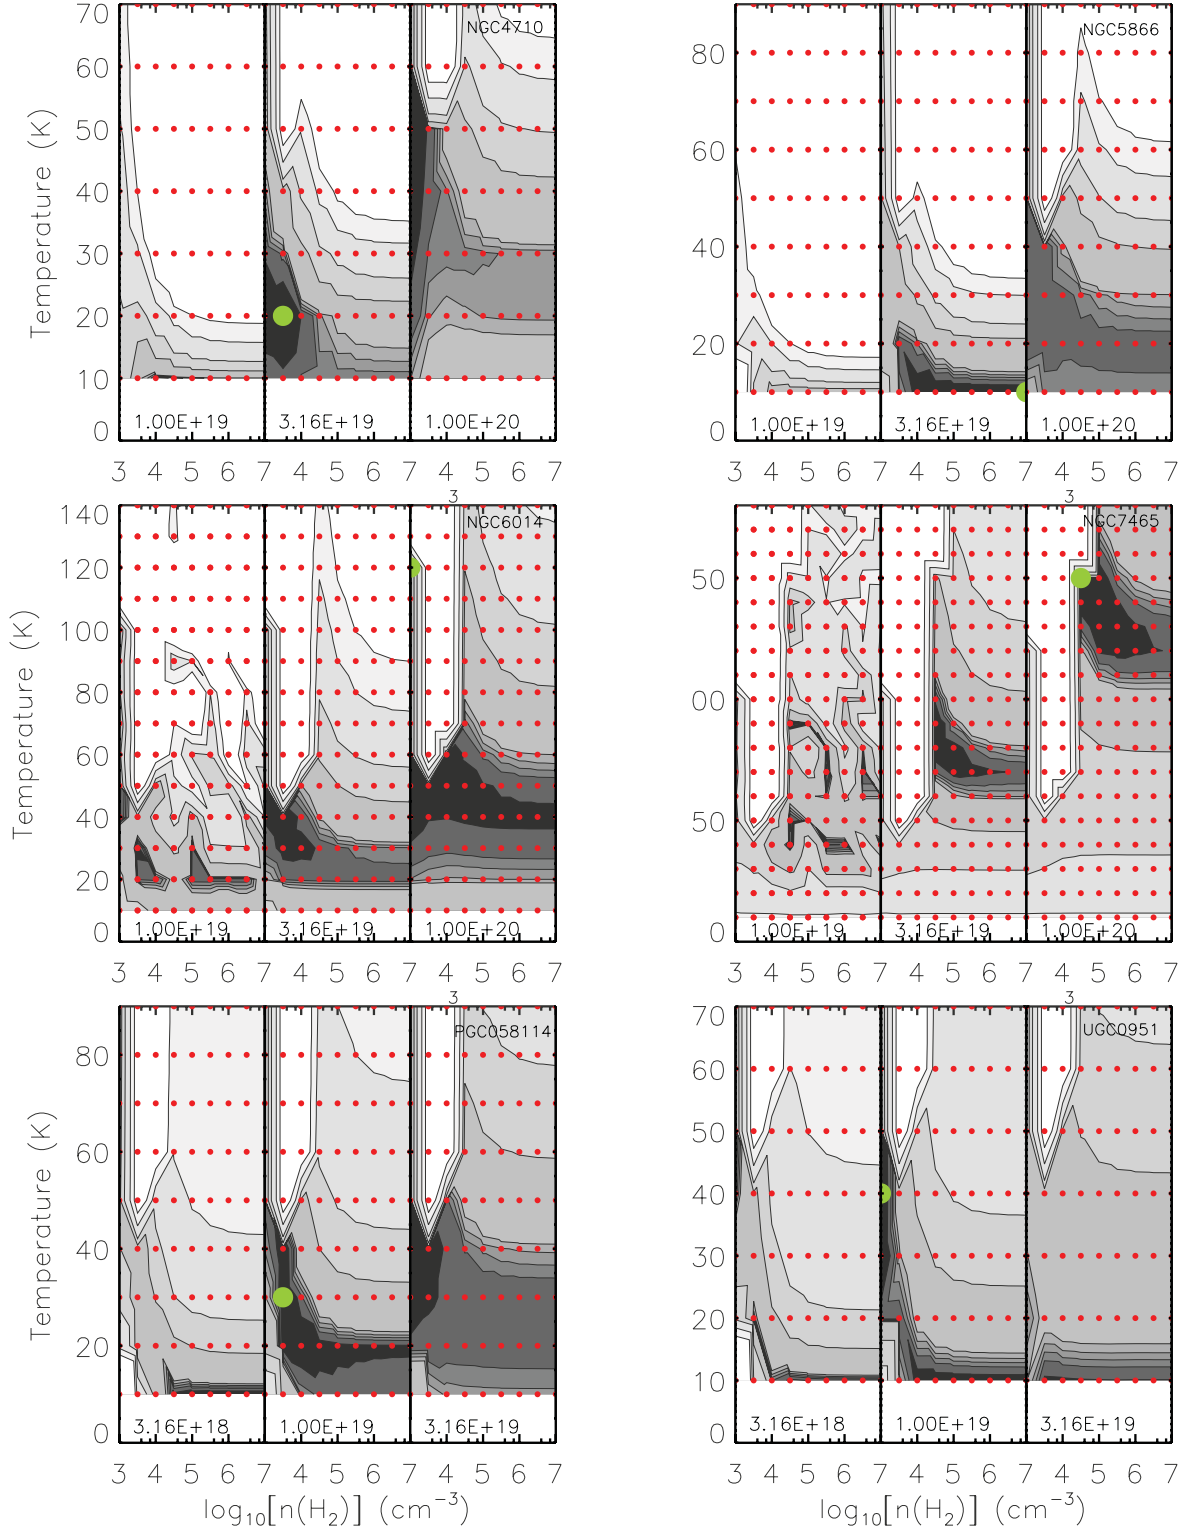 NGC4710
Temperature (K)
70
60
50
40
30
20
10
0
1.00E+19 3.16E+19 1.00E+20
3 4 5 6 7 4 5 6 7 4 5 6 7
NGC5866
80
60
40
20
0
1.00E+19 3.16E+19 1.00E+20
3 4 5 6 7 4 5 6 7 4 5 6 7
3
NGC6014
Temperature (K)
140
120
100
80
60
40
20
0
1.00E+19 3.16E+19 1.00E+20
3 4 5 6 7 4 5 6 7 4 5 6 7
3
NGC7465
50
00
50
0
1.00E+19 3.16E+19 1.00E+20
3 4 5 6 7 4 5 6 7 4 5 6 7
3
PGC058114
Temperature (K)
80
60
40
20
0
3.16E+18 1.00E+19 3.16E+19
3 4 5 6 7 4 5 6 7 4 5 6 7
log10[n(H2)] (cm−3)
3
UGC0951
70
60
50
40
30
20
10
0
3.16E+18 1.00E+19 3.16E+19
3 4 5 6 7 4 5 6 7 4 5 6 7
log10[n(H2)] (cm−3)